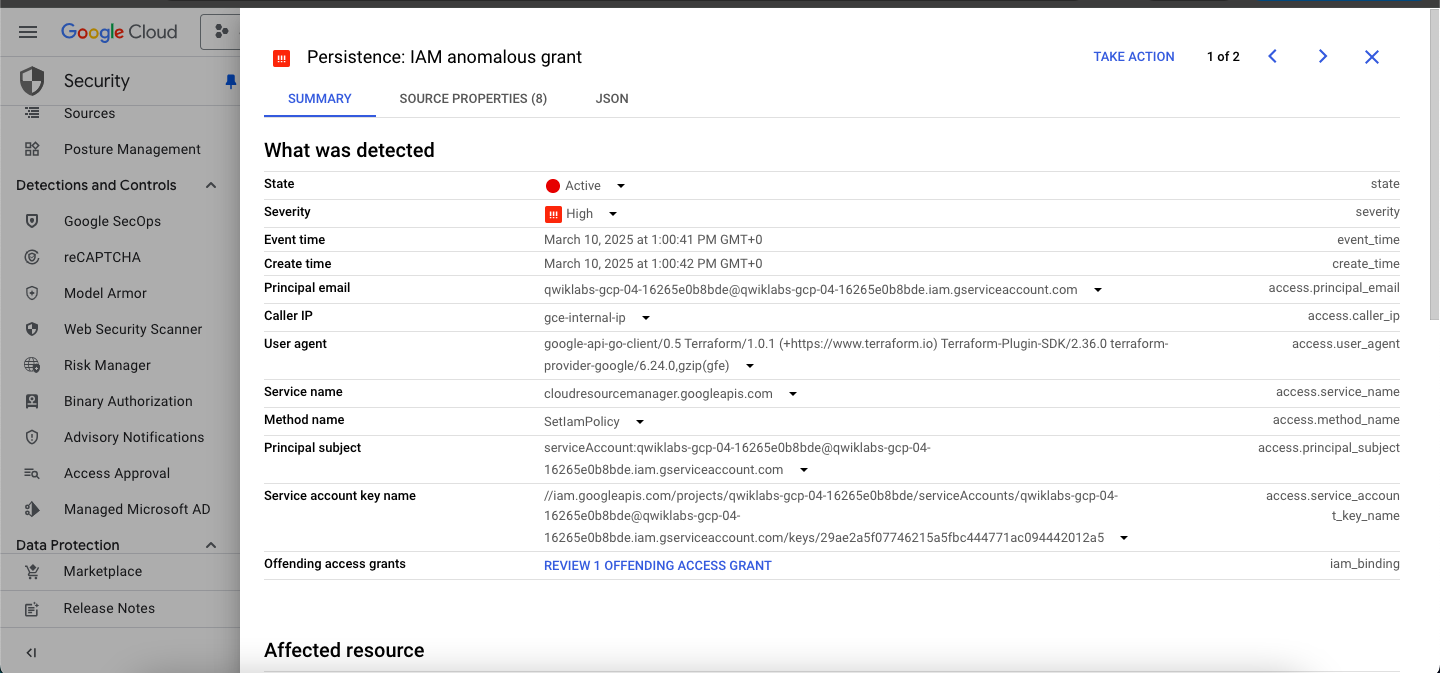 Google Cloud
Security
Sources
Posture Management
Detections and Controls
Google SecOps
reCAPTCHA
Model Armor
Web Security Scanner
Risk Manager
Binary Authorization
Advisory Notifications
Access Approval
Managed Microsoft AD
Data Protection
Marketplace
Release Notes
Persistence: IAM anomalous grant
TAKE ACTION
1 of 2
SUMMARY
SOURCE PROPERTIES (8)
JSON
What was detected
State Active state
Severity High severity
Event time March 10, 2025 at 1:00:41 PM GMT+0 event_time
Create time March 10, 2025 at 1:00:42 PM GMT+0 create_time
Principal email qwiklabs-gcp-04-16265e0b8bde@qwiklabs-gcp-04-16265e0b8bde.iam.gserviceaccount.com access.principal_email
Caller IP gce-internal-ip access.caller_ip
User agent google-api-go-client/0.5 Terraform/1.0.1 (+https://www.terraform.io) Terraform-Plugin-SDK/2.36.0 terraform- access.user_agent
provider-google/6.24.0,gzip(gfe)
Service name cloudresourcemanager.googleapis.com access.service_name
Method name SetIamPolicy access.method_name
Principal subject serviceAccount:qwiklabs-gcp-04-16265e0b8bde@qwiklabs-gcp-04- access.principal_subject
16265e0b8bde.iam.gserviceaccount.com
Service account key name //iam.googleapis.com/projects/qwiklabs-gcp-04-16265e0b8bde/serviceAccounts/qwiklabs-gcp-04- access.service_accoun
16265e0b8bde@qwiklabs-gcp-04- t_key_name
16265e0b8bde.iam.gserviceaccount.com/keys/29ae2a5f07746215a5fbc444771ac094442012a5
Offending access grants REVIEW 1 OFFENDING ACCESS GRANT iam_binding
Affected resource